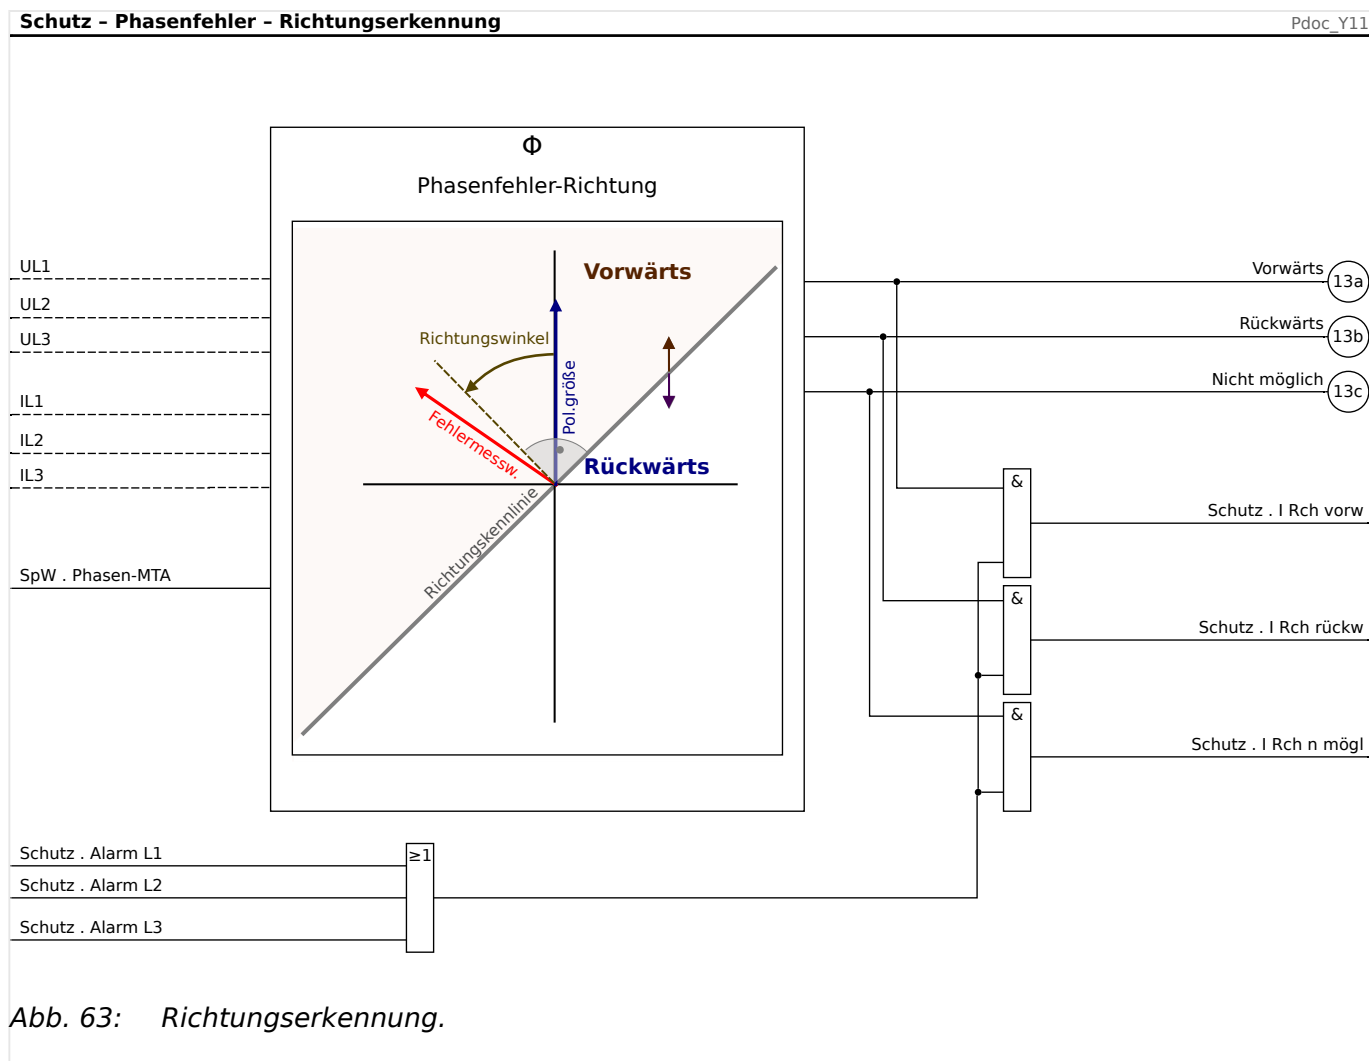 Schutz – Phasenfehler – Richtungserkennung
Pdoc_Y11
Φ
Phasenfehler-Richtung
UL1
UL2
UL3
IL1
IL2
IL3
SpW . Phasen-MTA
Vorwärts
Richtungswinkel
Pol.größe
Fehlermessw.
Rückwärts
Richtungskennlinie
Vorwärts
13a
Rückwärts
13b
Nicht möglich
13c
&
Schutz . I Rch vorw
&
Schutz . I Rch rückw
&
Schutz . I Rch n mögl
Schutz . Alarm L1
Schutz . Alarm L2
Schutz . Alarm L3
≥1
Abb. 63: Richtungserkennung.